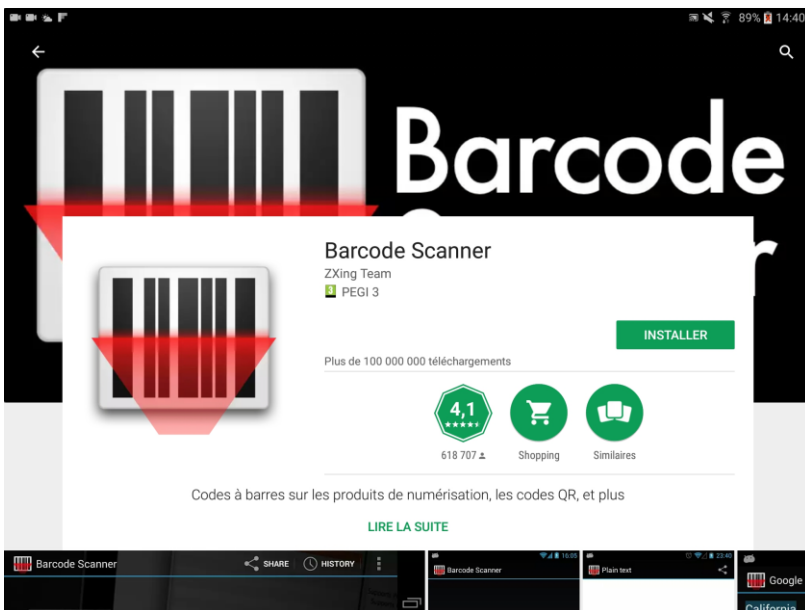 89% 14:40
Barcode
Barcode Scanner
ZXing Team
3 PEGI 3
INSTALLER
Plus de 100 000 000 téléchargements
4,1
618 707 Shopping Similaires
Codes à barres sur les produits de numérisation, les codes QR, et plus
LIRE LA SUITE
Barcode Scanner SHARE HISTORY
16:05
Barcode Scanner
23:40
Plain text
Google
California